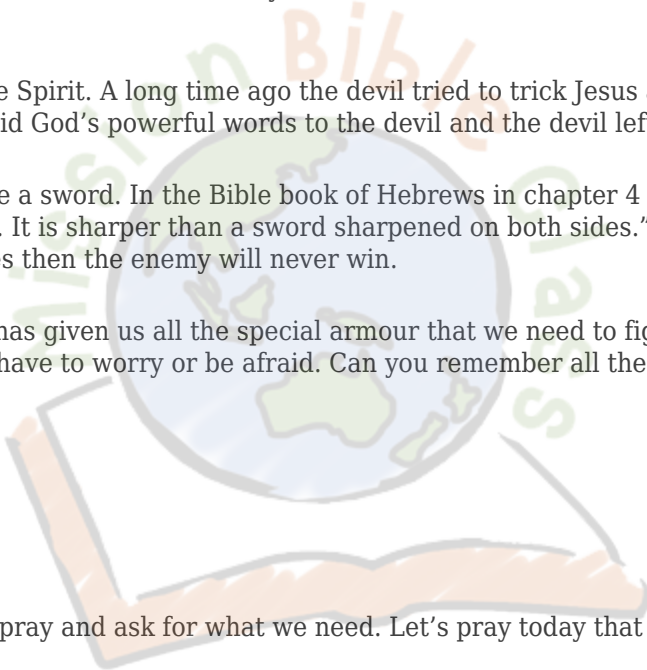 Mission Bible Class
e Spirit. A long time ago the devil tried to trick Jesus
id God’s powerful words to the devil and the devil lef
e a sword. In the Bible book of Hebrews in chapter 4
. It is sharper than a sword sharpened on both sides.”
es then the enemy will never win.
has given us all the special armour that we need to fig
have to worry or be afraid. Can you remember all the
pray and ask for what we need. Let’s pray today that